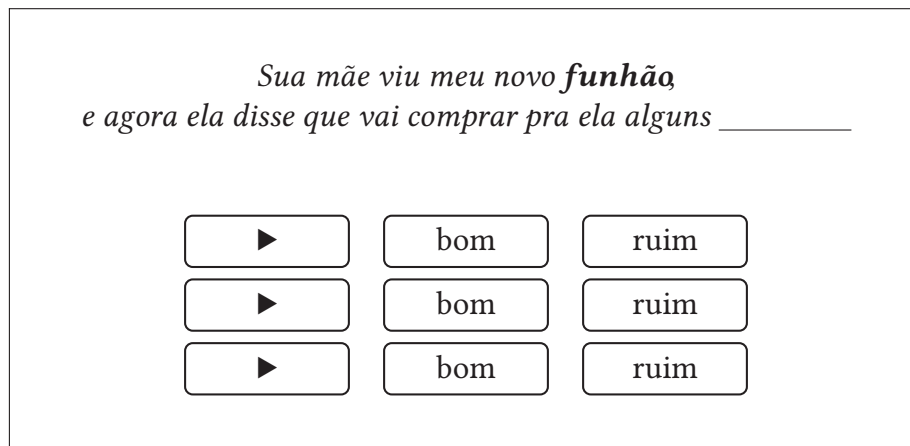 Sua mãe viu meu novo funhão,
e agora ela disse que vai comprar pra ela alguns __________
▶ bom ruim
▶ bom ruim
▶ bom ruim